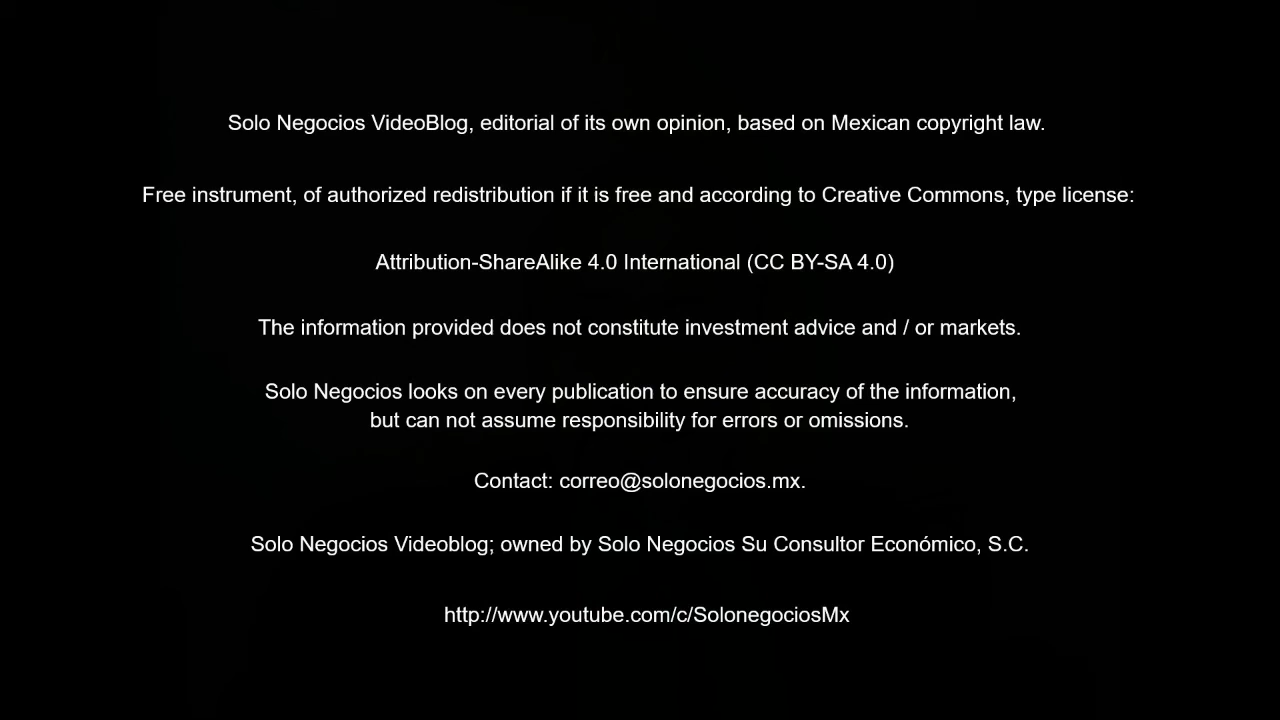 Solo Negocios VideoBlog, editorial of its own opinion, based on Mexican copyright law.
Free instrument, of authorized redistribution if it is free and according to Creative Commons, type license:
Attribution-ShareAlike 4.0 International (CC BY-SA 4.0)
The information provided does not constitute investment advice and / or markets.
Solo Negocios looks on every publication to ensure accuracy of the information,
but can not assume responsibility for errors or omissions.
Contact: correo@solonegocios.mx.
Solo Negocios Videoblog; owned by Solo Negocios Su Consultor Económico, S.C.
http://www.youtube.com/c/SolonegociosMx